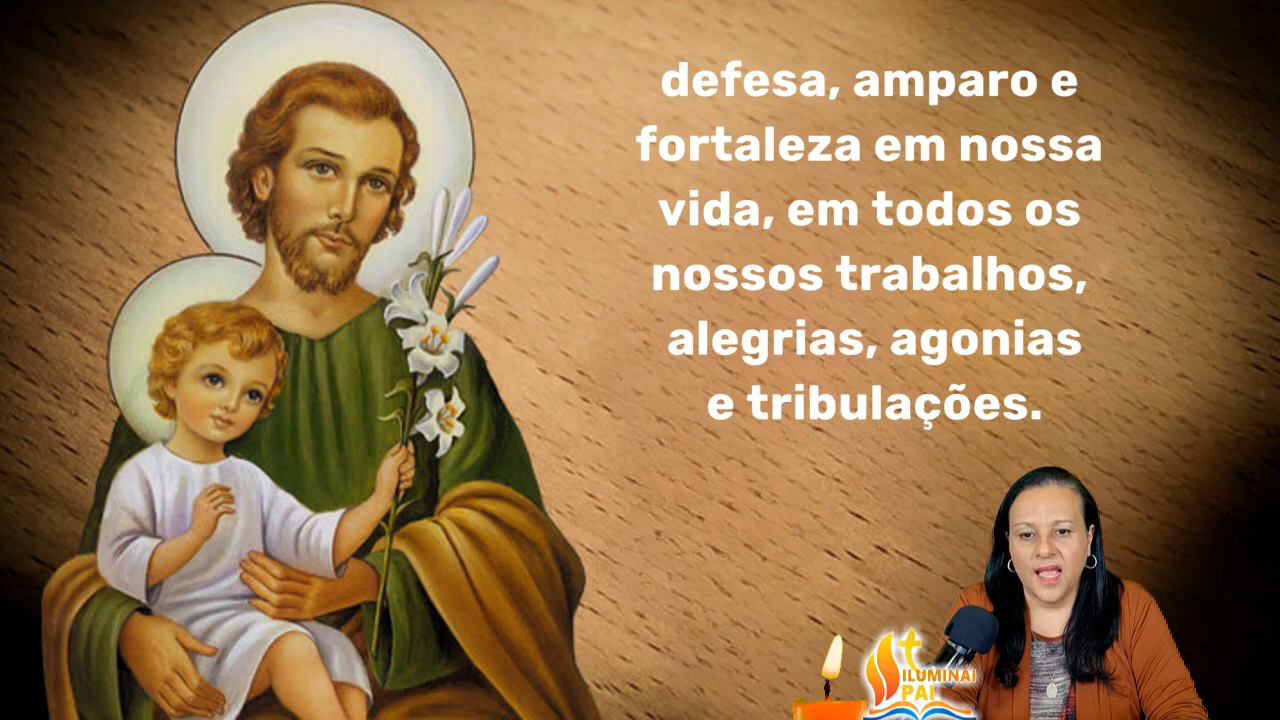 defesa, amparo e
fortaleza em nossa
vida, em todos os
nossos trabalhos,
alegrias, agonias
e tribulações.
ILUMINAI
PAI